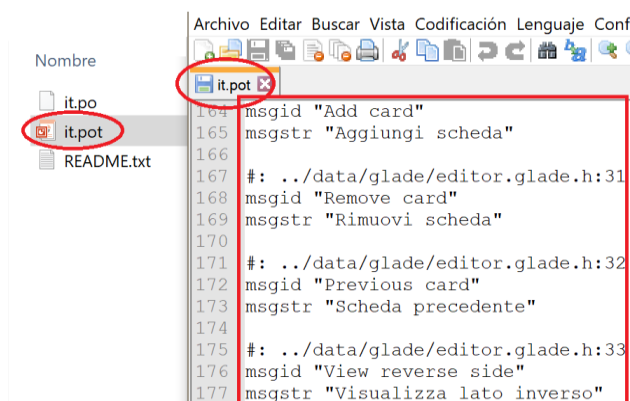 Archivo Editar Buscar Vista Codificación Lenguaje Conf
Nombre
it.po
it.pot
README.txt
it.pot
164 msgid "Add card"
165 msgstr "Aggiungi scheda"
166
167 #: ../data/glade/editor.glade.h:31
168 msgid "Remove card"
169 msgstr "Rimuovi scheda"
170
171 #: ../data/glade/editor.glade.h:32
172 msgid "Previous card"
173 msgstr "Scheda precedente"
174
175 #: ../data/glade/editor.glade.h:33
176 msgid "View reverse side"
177 msgstr "Visualizza lato inverso"